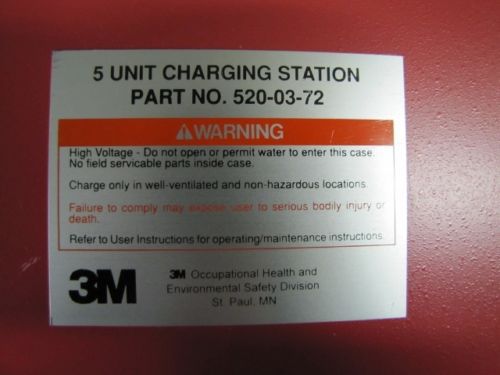 5 UNIT CHARGING STATION
PART NO. 520-03-72
WARNING
High Voltage - Do not open or permit water to enter this case.
No field servicable parts inside case.
Charge only in well-ventilated and non-hazardous locations.
Failure to comply may expose user to serious bodily injury or
death.
Refer to User Instructions for operating/maintenance instructions.
3M
3M Occupational Health and
Environmental Safety Division
St. Paul, MN